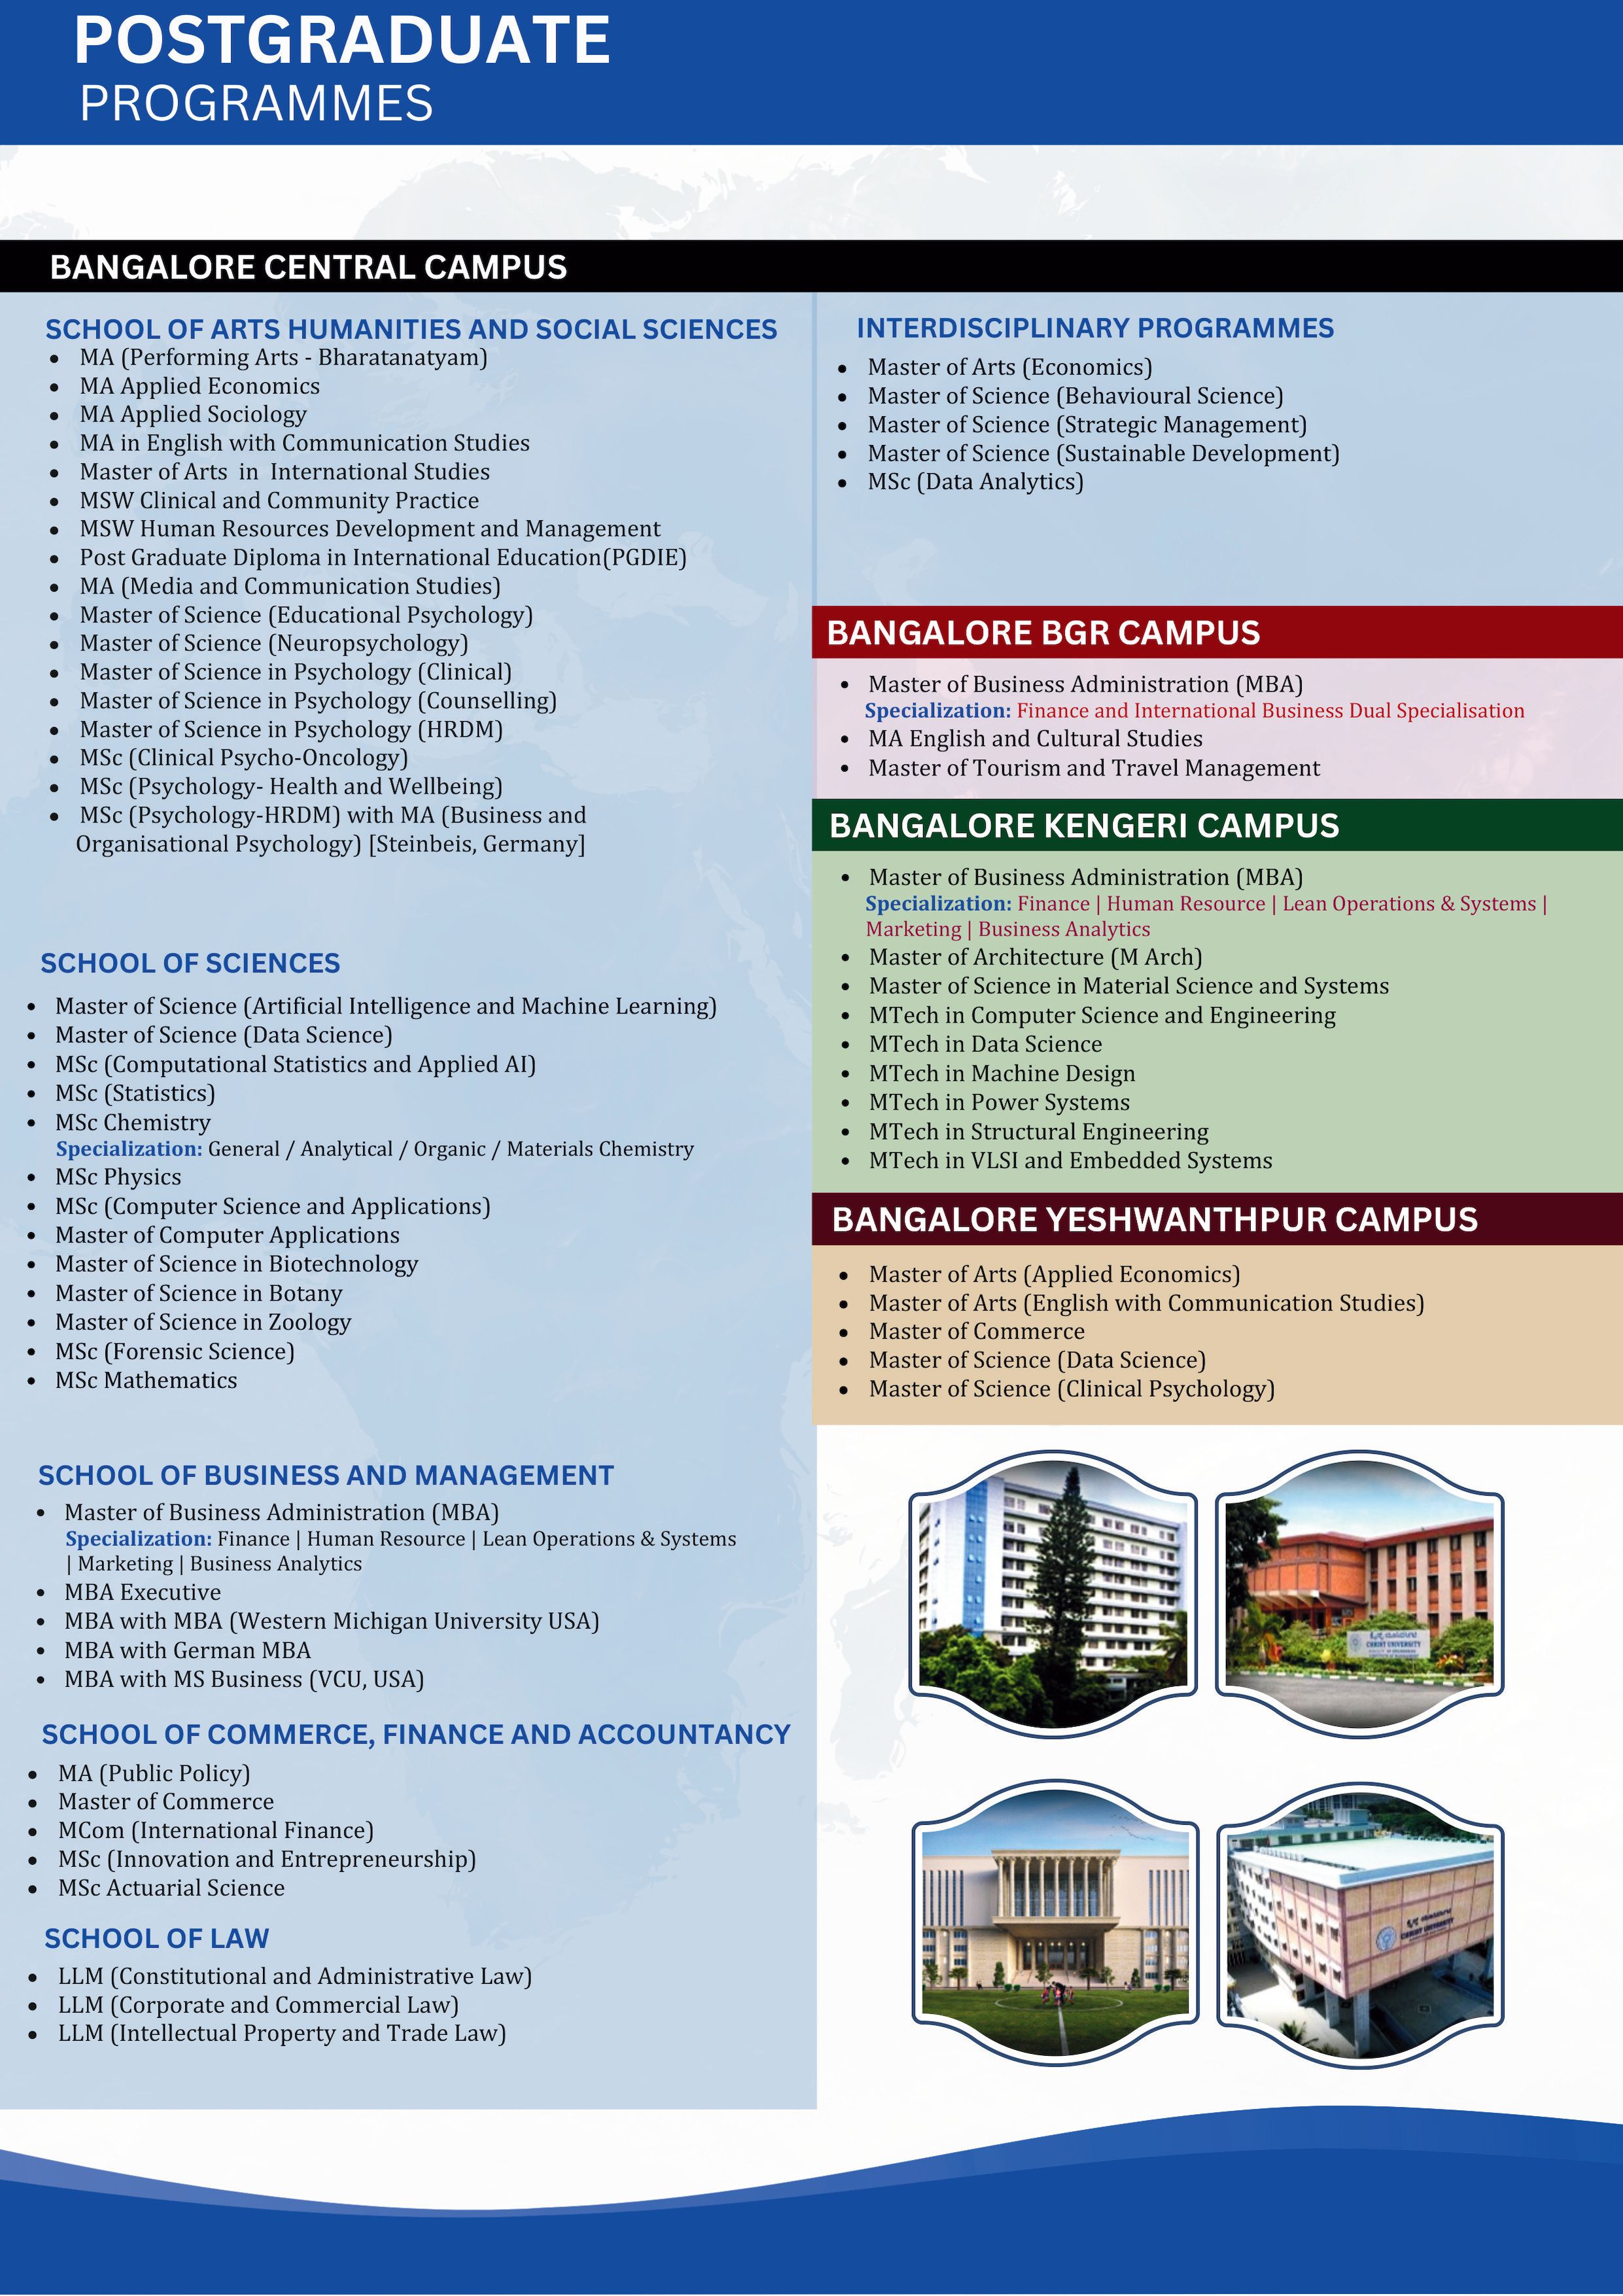 POSTGRADUATE
PROGRAMMES
BANGALORE CENTRAL CAMPUS
SCHOOL OF ARTS HUMANITIES AND SOCIAL SCIENCES
• MA (Performing Arts - Bharatanatyam)
• MA Applied Economics
• MA Applied Sociology
• MA in English with Communication Studies
• Master of Arts in International Studies
• MSW Clinical and Community Practice
• MSW Human Resources Development and Management
• Post Graduate Diploma in International Education(PGDIE)
• MA (Media and Communication Studies)
• Master of Science (Educational Psychology)
• Master of Science (Neuropsychology)
• Master of Science in Psychology (Clinical)
• Master of Science in Psychology (Counselling)
• Master of Science in Psychology (HRDM)
• MSc (Clinical Psycho-Oncology)
• MSc (Psychology- Health and Wellbeing)
• MSc (Psychology-HRDM) with MA (Business and
Organisational Psychology) [Steinbeis, Germany]
SCHOOL OF SCIENCES
• Master of Science (Artificial Intelligence and Machine Learning)
• Master of Science (Data Science)
• MSc (Computational Statistics and Applied AI)
• MSc (Statistics)
• MSc Chemistry
Specialization: General / Analytical / Organic / Materials Chemistry
• MSc Physics
• MSc (Computer Science and Applications)
• Master of Computer Applications
• Master of Science in Biotechnology
• Master of Science in Botany
• Master of Science in Zoology
• MSc (Forensic Science)
• MSc Mathematics
SCHOOL OF BUSINESS AND MANAGEMENT
• Master of Business Administration (MBA)
Specialization: Finance | Human Resource | Lean Operations & Systems
| Marketing | Business Analytics
• MBA Executive
• MBA with MBA (Western Michigan University USA)
• MBA with German MBA
• MBA with MS Business (VCU, USA)
SCHOOL OF COMMERCE, FINANCE AND ACCOUNTANCY
• MA (Public Policy)
• Master of Commerce
• MCom (International Finance)
• MSc (Innovation and Entrepreneurship)
• MSc Actuarial Science
SCHOOL OF LAW
• LLM (Constitutional and Administrative Law)
• LLM (Corporate and Commercial Law)
• LLM (Intellectual Property and Trade Law)
INTERDISCIPLINARY PROGRAMMES
• Master of Arts (Economics)
• Master of Science (Behavioural Science)
• Master of Science (Strategic Management)
• Master of Science (Sustainable Development)
• MSc (Data Analytics)
BANGALORE BGR CAMPUS
• Master of Business Administration (MBA)
Specialization: Finance and International Business Dual Specialisation
• MA English and Cultural Studies
• Master of Tourism and Travel Management
BANGALORE KENGERI CAMPUS
• Master of Business Administration (MBA)
Specialization: Finance | Human Resource | Lean Operations & Systems |
Marketing | Business Analytics
• Master of Architecture (M Arch)
• Master of Science in Material Science and Systems
• MTech in Computer Science and Engineering
• MTech in Data Science
• MTech in Machine Design
• MTech in Power Systems
• MTech in Structural Engineering
• MTech in VLSI and Embedded Systems
BANGALORE YESHWANTHPUR CAMPUS
• Master of Arts (Applied Economics)
• Master of Arts (English with Communication Studies)
• Master of Commerce
• Master of Science (Data Science)
• Master of Science (Clinical Psychology)
CHRIST UNIVERSITY
CHRIST UNIVERSITY